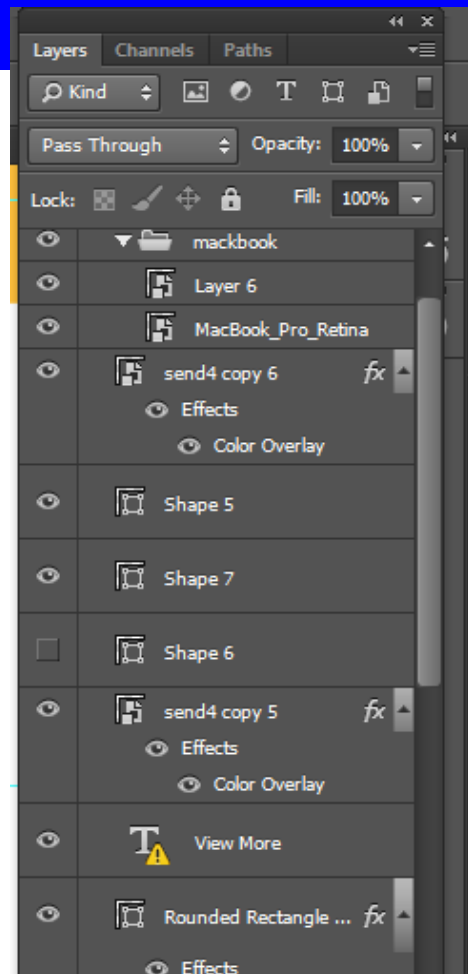 Layers Channels Paths
Kind T
Pass Through Opacity: 100%
Lock: Fill: 100%
mackbook
Layer 6
MacBook_Pro_Retina
send4 copy 6 fx
Effects
Color Overlay
Shape 5
Shape 7
Shape 6
send4 copy 5 fx
Effects
Color Overlay
T View More
Rounded Rectangle ... fx
Effects